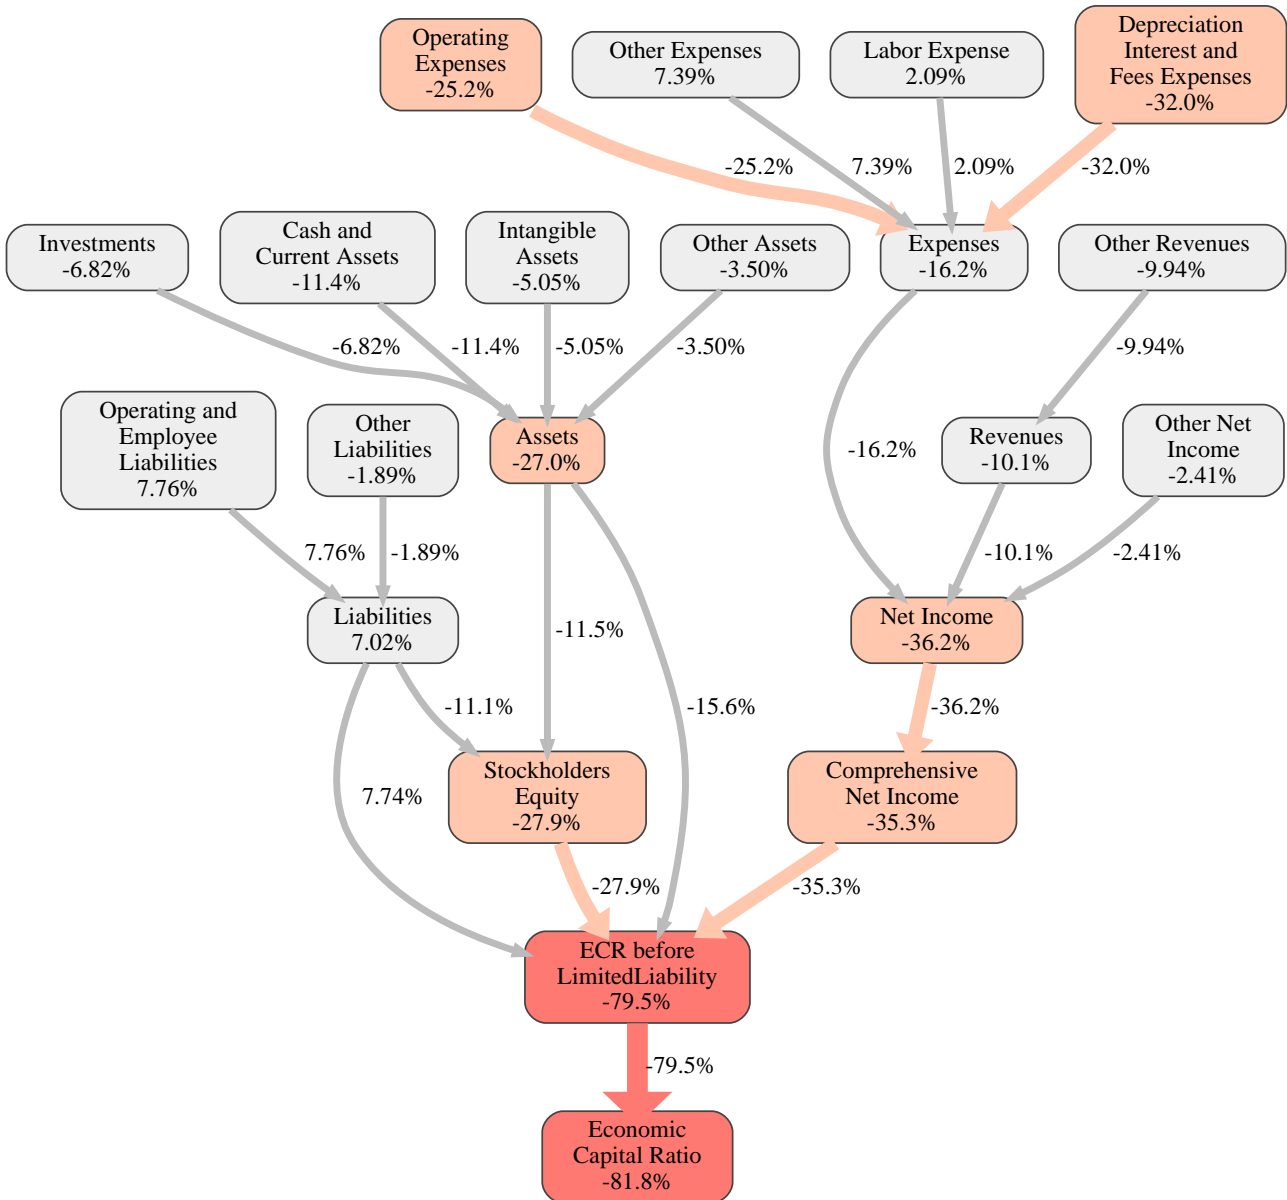 Operating
Expenses
-25.2%
Other Expenses
7.39%
Labor Expense
2.09%
Depreciation
Interest and
Fees Expenses
-32.0%
-25.2%
7.39%
2.09%
-32.0%
Investments
-6.82%
Cash and
Current Assets
-11.4%
Intangible
Assets
-5.05%
Other Assets
-3.50%
Expenses
-16.2%
Other Revenues
-9.94%
-6.82%
-11.4%
-5.05%
-3.50%
-9.94%
Operating and
Employee
Liabilities
7.76%
Other
Liabilities
-1.89%
Assets
-27.0%
-16.2%
Revenues
-10.1%
Other Net
Income
-2.41%
7.76%
-1.89%
-10.1%
-2.41%
Liabilities
7.02%
-11.5%
Net Income
-36.2%
-11.1%
-15.6%
-36.2%
Stockholders
Equity
-27.9%
7.74%
Comprehensive
Net Income
-35.3%
-27.9%
-35.3%
ECR before
LimitedLiability
-79.5%
-79.5%
Economic
Capital Ratio
-81.8%